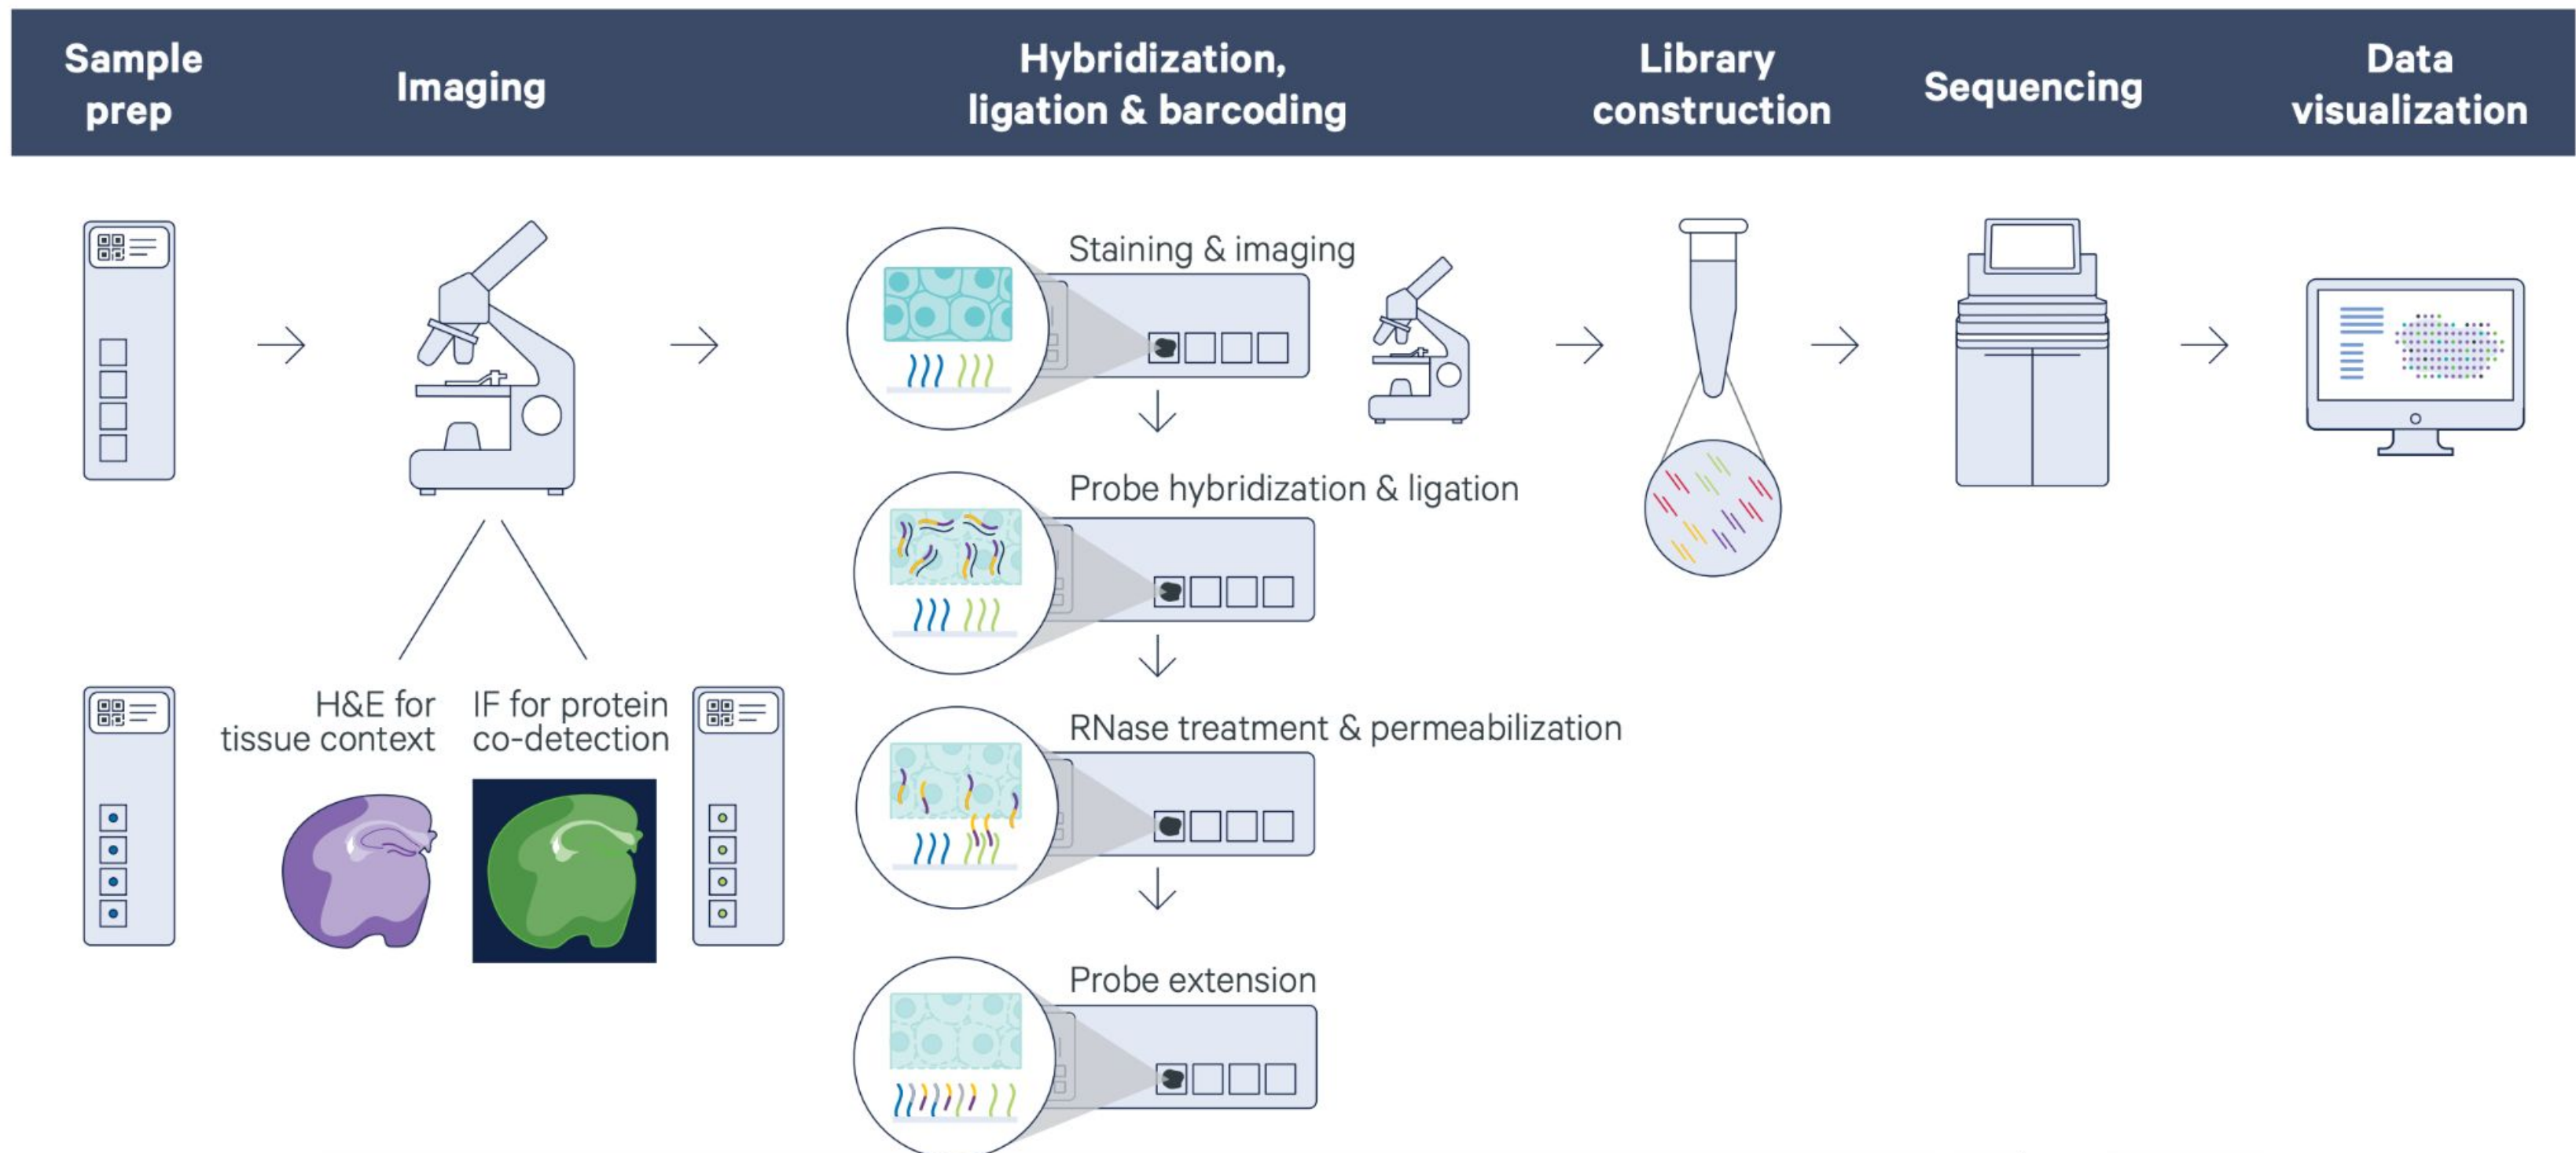 Sample
prep
Imaging
Hybridization,
ligation & barcoding
Library
construction
Sequencing
Data
visualization
Staining & imaging
Probe hybridization & ligation
H&E for
tissue context
IF for protein
co-detection
RNase treatment & permeabilization
Probe extension